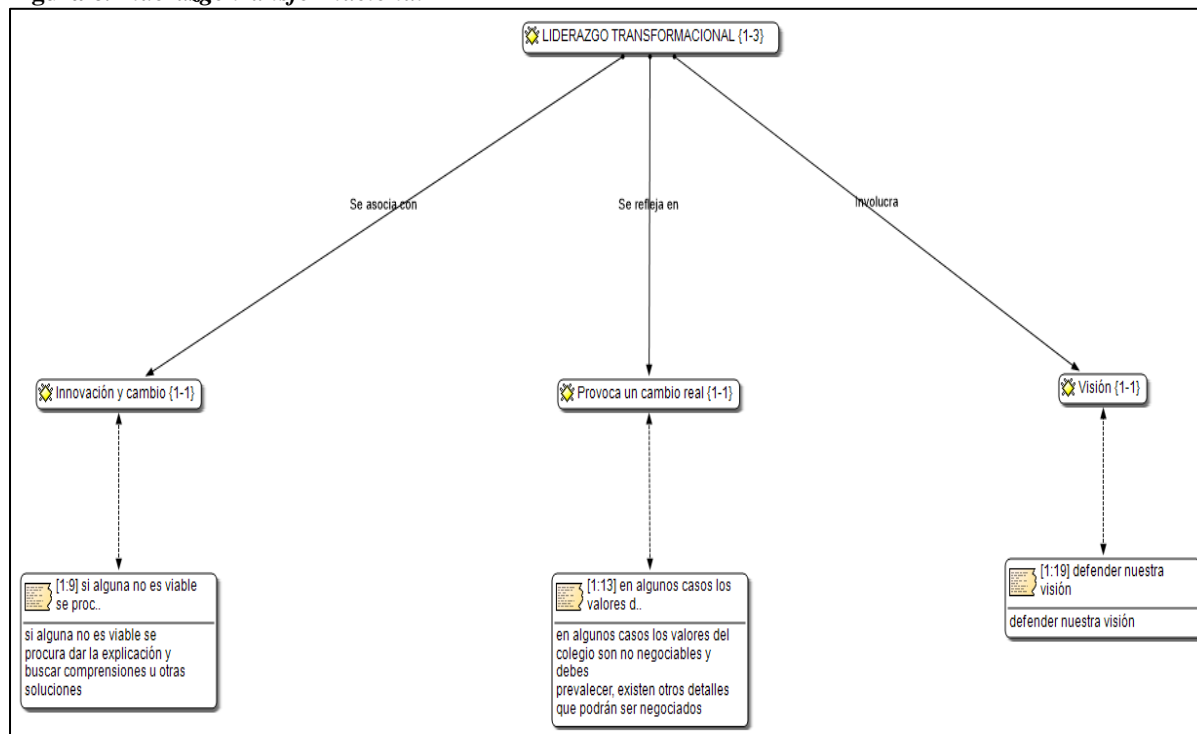 LIDERAZGO TRANSFORMACIONAL {1-3}
Se asocia con
Se refleja en
Involucra
Innovación y cambio {1-1}
Provoca un cambio real {1-1}
Visión {1-1}
[1:9] si alguna no es viable
se proc..
si alguna no es viable se
procura dar la explicación y
buscar comprensiones u otras
soluciones
[1:13] en algunos casos los
valores d..
en algunos casos los valores del
colegio son no negociables y
debes
prevalecer, existen otros detalles
que podrán ser negociados
[1:19] defender nuestra
visión
defender nuestra visión